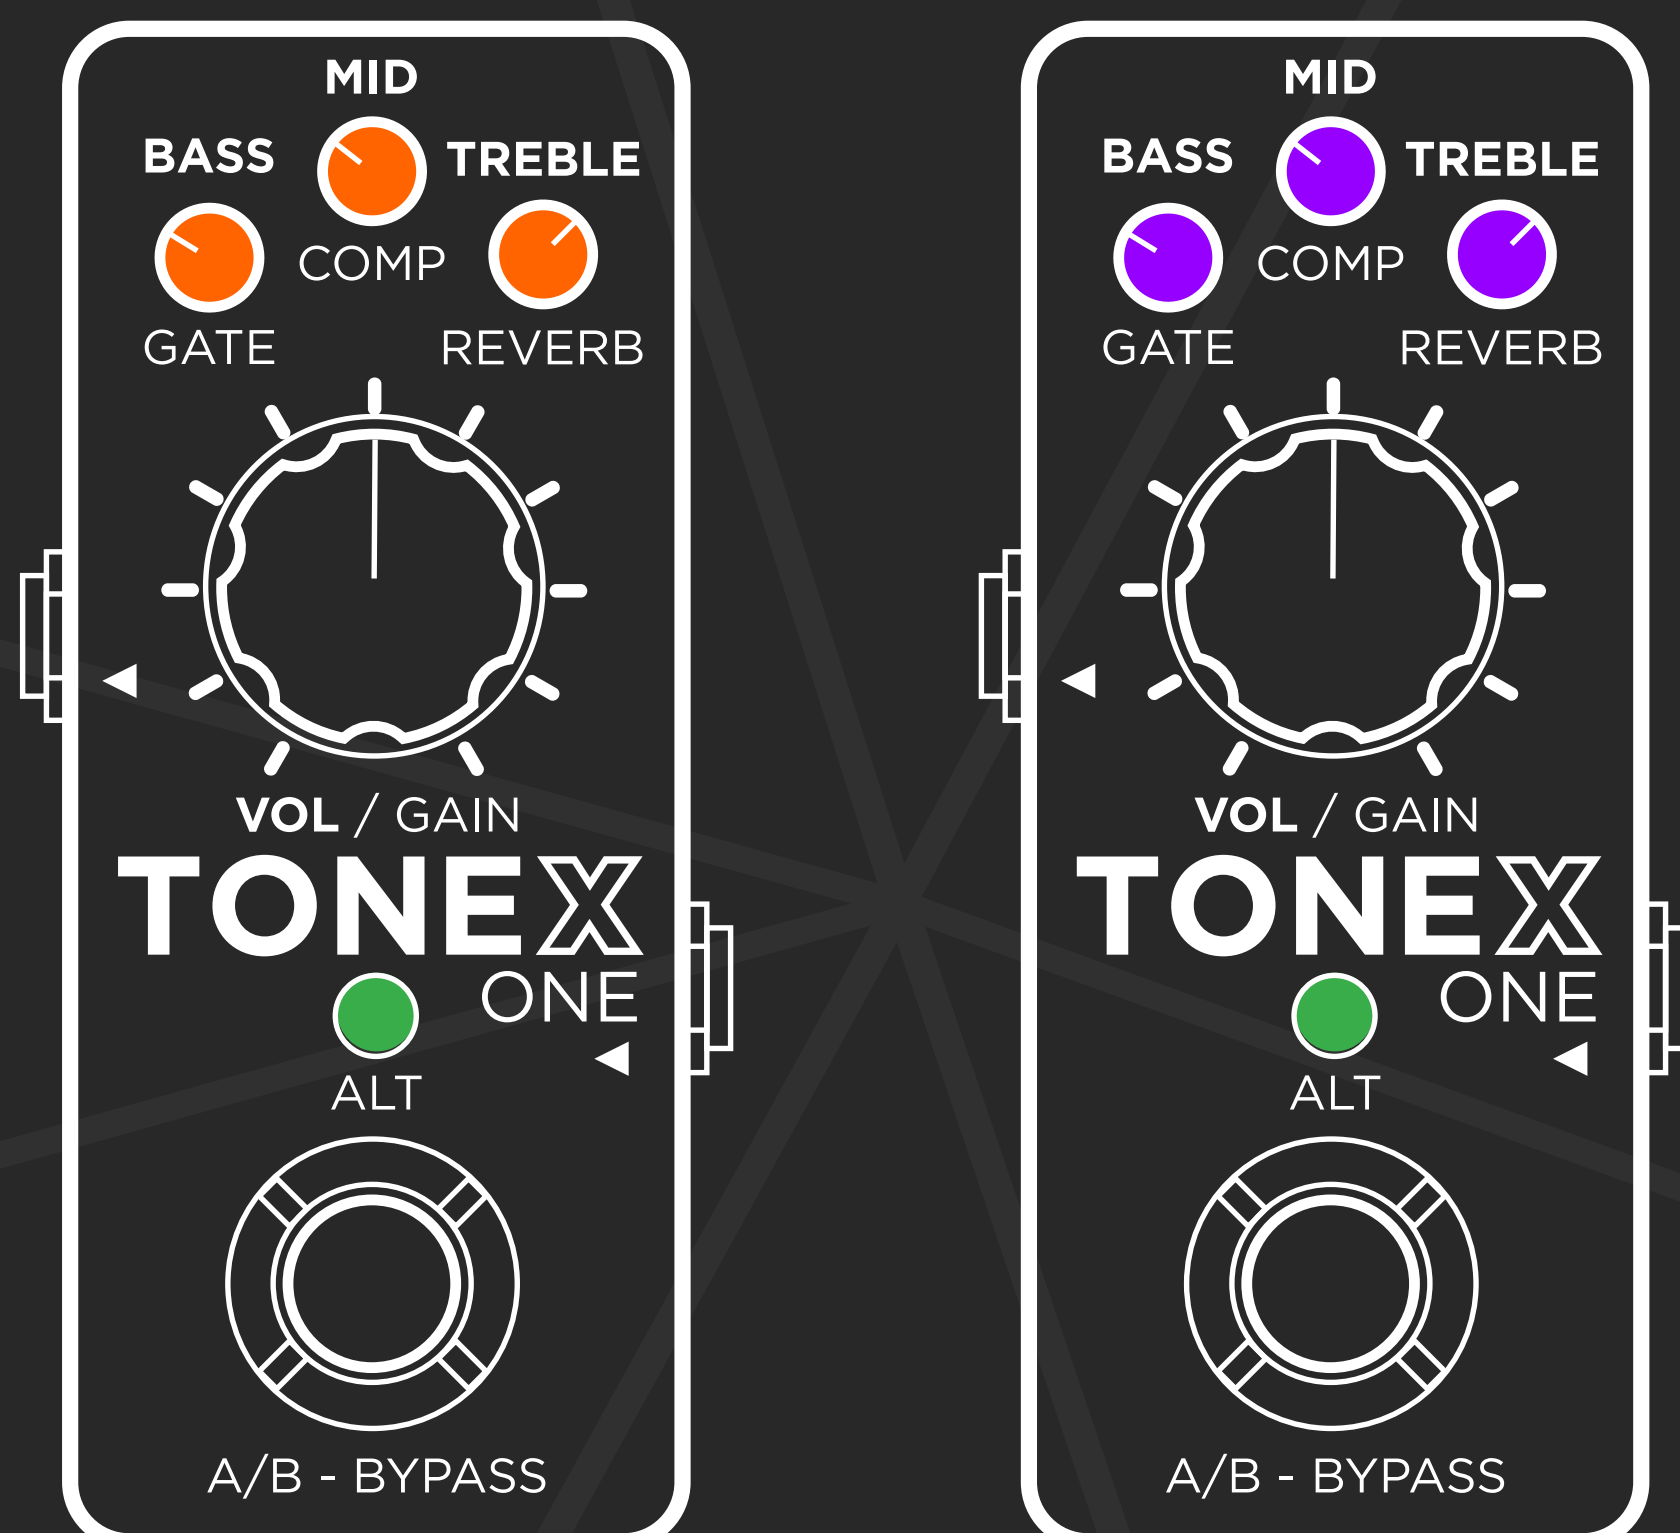 MID
BASS
TREBLE
COMP
GATE
REVERB
VOL / GAIN
TONEX
ONE
ALT
A/B - BYPASS
MID
BASS
TREBLE
COMP
GATE
REVERB
VOL / GAIN
TONEX
ONE
ALT
A/B - BYPASS